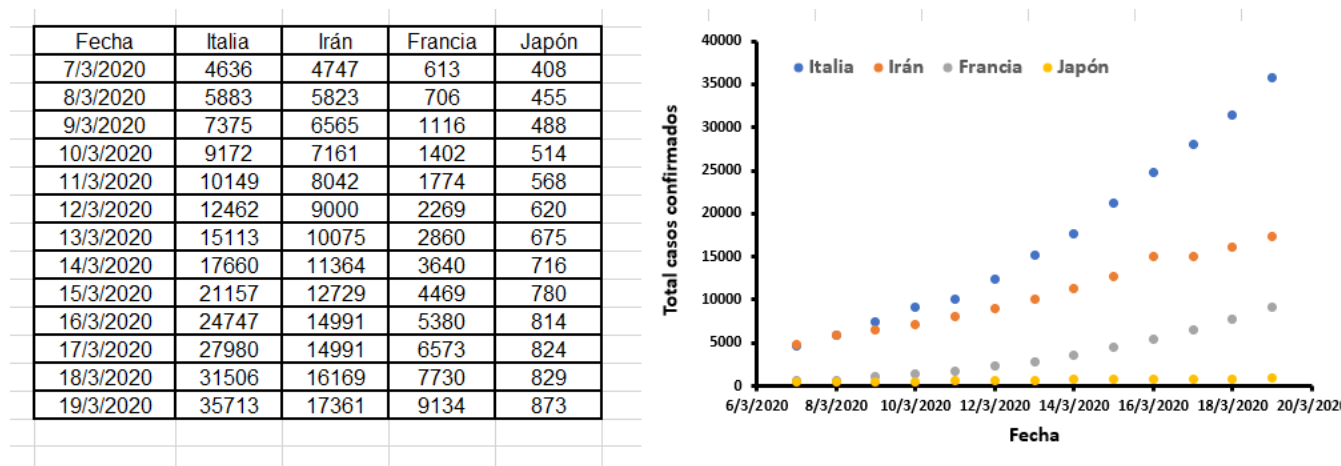 Fecha Italia Irán Francia Japón
7/3/2020 4636 4747 613 408
8/3/2020 5883 5823 706 455
9/3/2020 7375 6565 1116 488
10/3/2020 9172 7161 1402 514
11/3/2020 10149 8042 1774 568
12/3/2020 12462 9000 2269 620
13/3/2020 15113 10075 2860 675
14/3/2020 17660 11364 3640 716
15/3/2020 21157 12729 4469 780
16/3/2020 24747 14991 5380 814
17/3/2020 27980 14991 6573 824
18/3/2020 31506 16169 7730 829
19/3/2020 35713 17361 9134 873
Italia Irán Francia Japón
Total casos confirmados
40000
35000
30000
25000
20000
15000
10000
5000
0
6/3/2020 8/3/2020 10/3/2020 12/3/2020 14/3/2020 16/3/2020 18/3/2020 20/3/202
Fecha